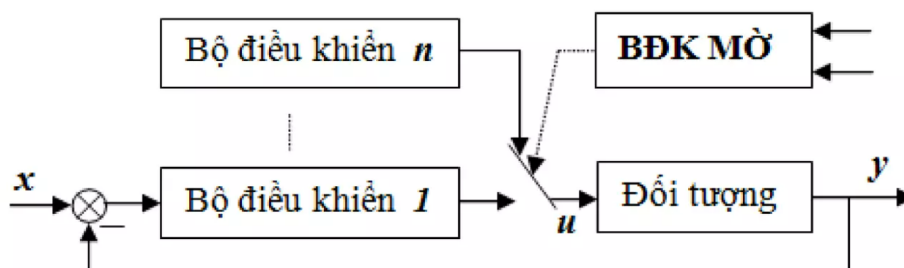 Bộ điều khiển n
BĐK MỜ
x
Bộ điều khiển 1
u
Đối tượng
y